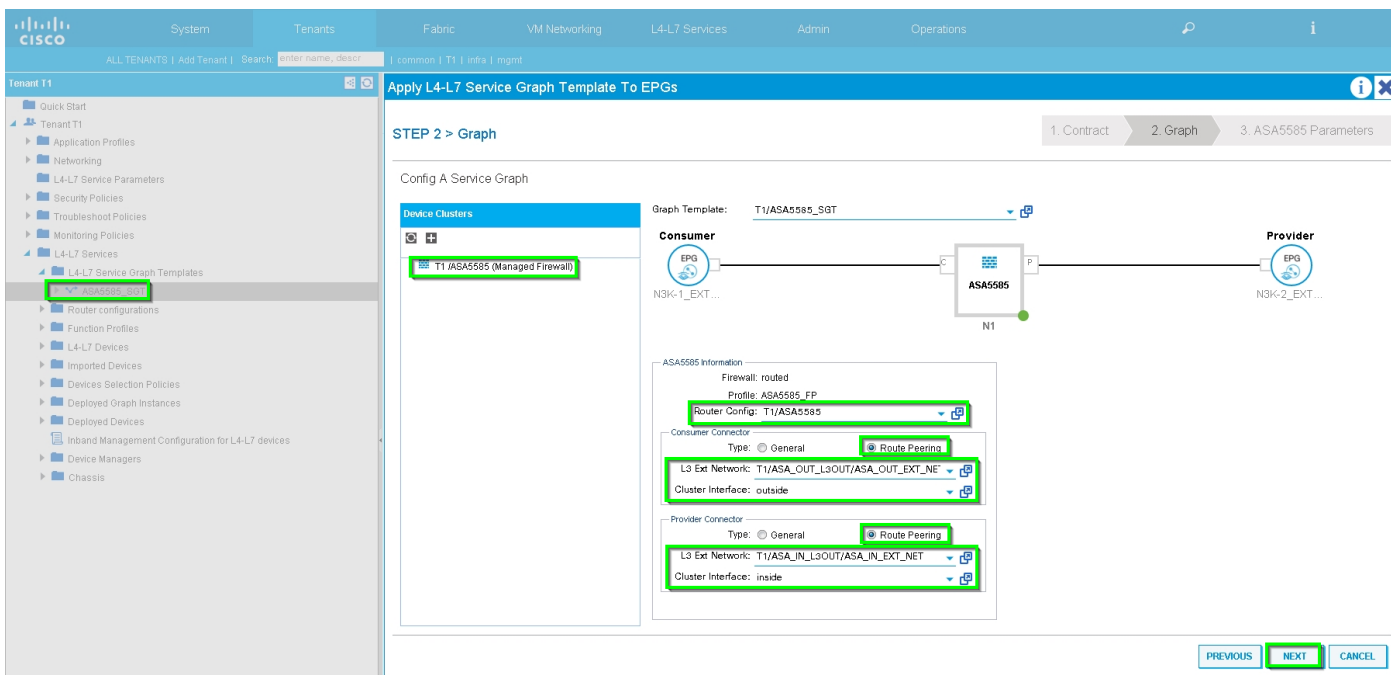 CISCO
System Tenants Fabric VM Networking L4-L7 Services Admin Operations
ALL TENANTS | Add Tenant | Search: enter name, descr | common | T1 | infra | mgmt
Tenant T1
Quick Start
Tenant T1
Application Profiles
Networking
L4-L7 Service Parameters
Security Policies
Troubleshoot Policies
Monitoring Policies
L4-L7 Services
L4-L7 Service Graph Templates
ASA5585_SGT
Router configurations
Function Profiles
L4-L7 Devices
Imported Devices
Devices Selection Policies
Deployed Graph Instances
Deployed Devices
Inband Management Configuration for L4-L7 devices
Device Managers
Chassis
Apply L4-L7 Service Graph Template To EPGs
STEP 2 > Graph
1. Contract 2. Graph 3. ASA5585 Parameters
Config A Service Graph
Device Clusters
T1 /ASA5585 (Managed Firewall)
Graph Template: T1/ASA5585_SGT
Consumer Provider
EPG EPG
C P
ASA5585
N3K-1_EXT... N3K-2_EXT...
N1
ASA5585 Information
Firewall: routed
Profile: ASA5585_FP
Router Config: T1/ASA5585
Consumer Connector
Type: General Route Peering
L3 Ext Network: T1/ASA_OUT_L3OUT/ASA_OUT_EXT_NE
Cluster Interface: outside
Provider Connector
Type: General Route Peering
L3 Ext Network: T1/ASA_IN_L3OUT/ASA_IN_EXT_NET
Cluster Interface: inside
PREVIOUS NEXT CANCEL